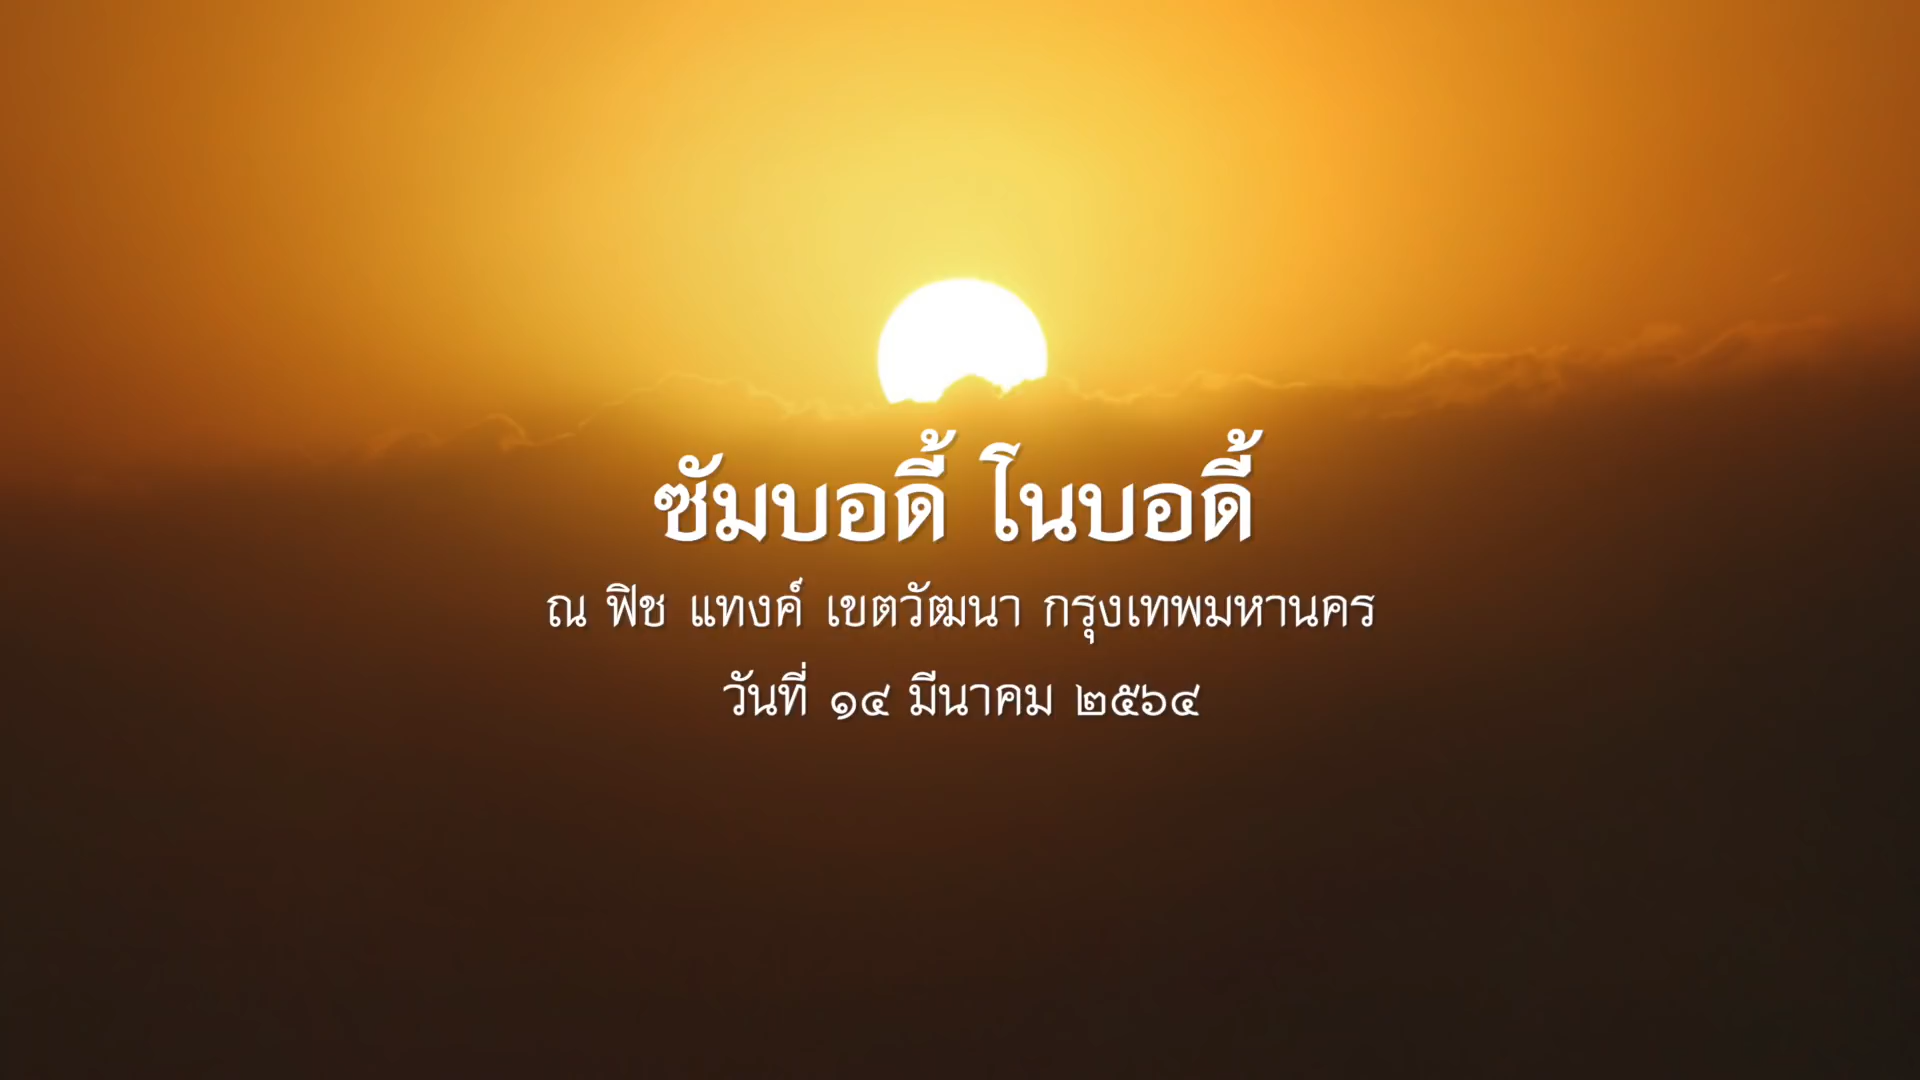 ซัมบอดี้ โนบอดี้
ณ ฟิช แทงค์ เขตวัฒนา กรุงเทพมหานคร
วันที่ ๑๔ มีนาคม ๒๕๖๔